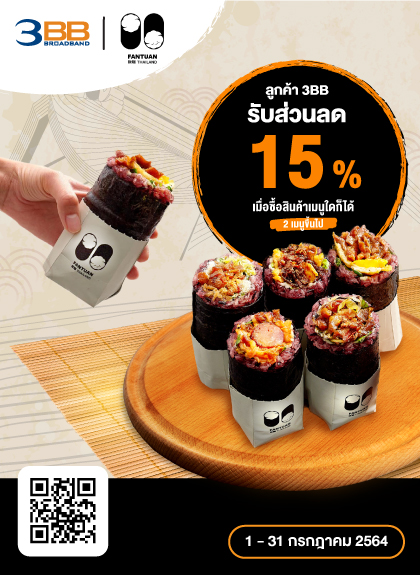 3BB
BROADBAND
FANTUAN
飯糰 THAILAND
ลูกค้า 3BB
รับส่วนลด
15%
เมื่อซื้อสินค้าเมนูใดก็ได้
2 เมนูขึ้นไป
FANTUAN
1 - 31 กรกฎาคม 2564